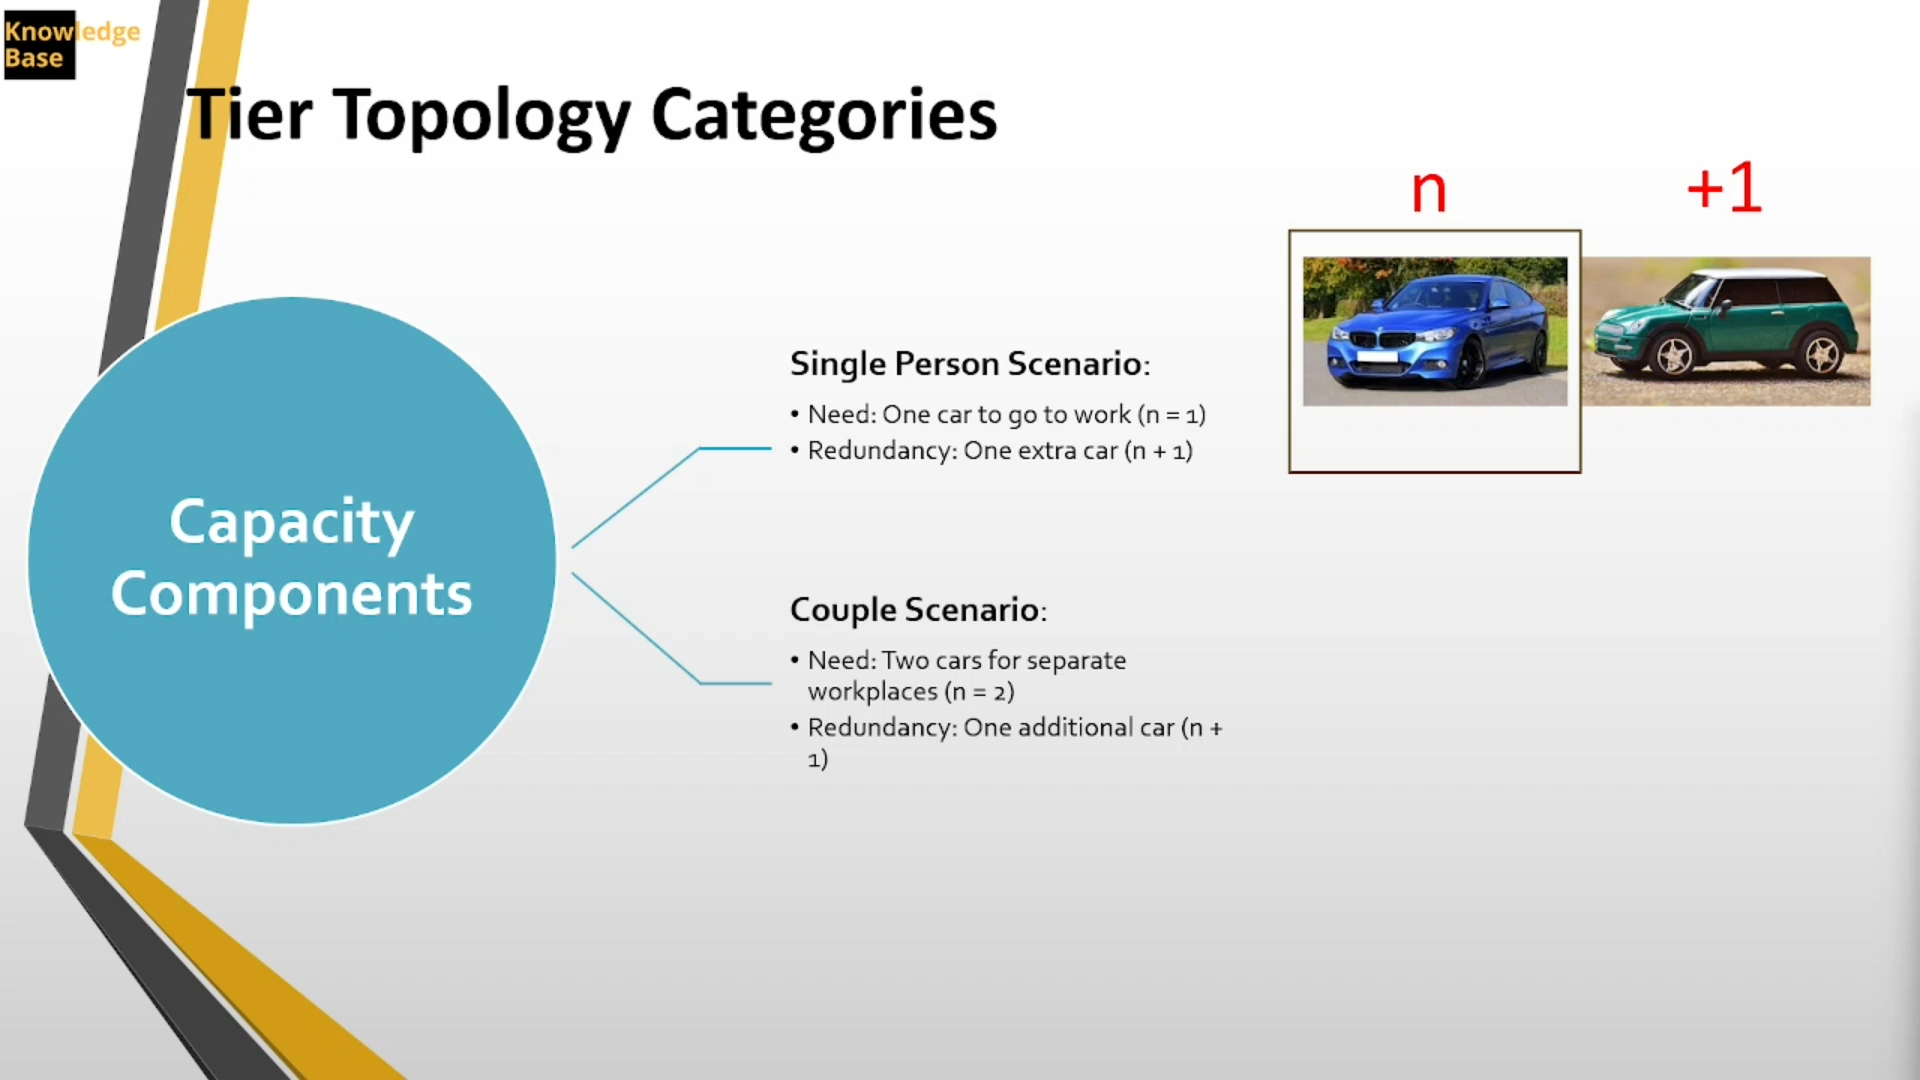 Knowledge
Base
Tier Topology Categories
n
+1
Capacity
Components
Single Person Scenario:
• Need: One car to go to work (n = 1)
• Redundancy: One extra car (n + 1)
Couple Scenario:
• Need: Two cars for separate
workplaces (n = 2)
• Redundancy: One additional car (n +
1)